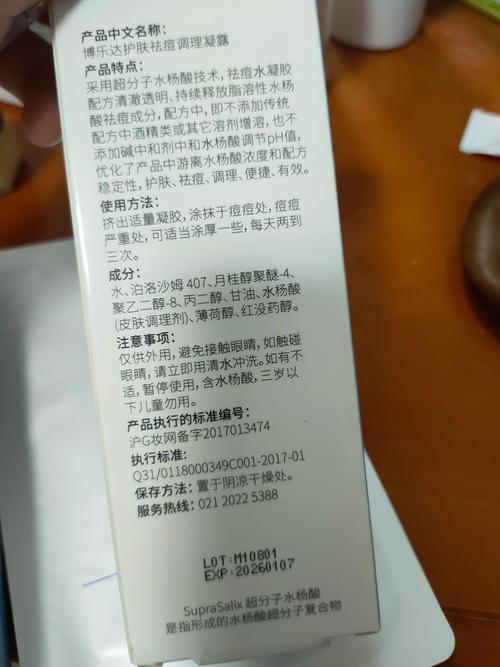 产品中文名称：
博乐达护肤祛痘调理凝露
产品特点：
采用超分子水杨酸技术，祛痘水凝胶
配方清澈透明、持续释放脂溶性水杨
酸祛痘成分，配方中，即不添加传统
配方中酒精类或其它溶剂增溶，也不
添加碱中和剂中和水杨酸调节pH值，
优化了产品中游离水杨酸浓度和配方
稳定性，护肤、祛痘、调理、便捷、有效。
使用方法：
挤出适量凝胶，涂抹于痘痘处，痘痘
严重处，可适当涂厚一些，每天两到
三次。
成分：
水、泊洛沙姆 407、月桂醇聚醚-4、
聚乙二醇-8、丙二醇、甘油、水杨酸
(皮肤调理剂)、薄荷醇、红没药醇。
注意事项：
仅供外用，避免接触眼睛，如触碰
眼睛，请立即用清水冲洗。如有不
适，暂停使用，含水杨酸，三岁以
下儿童勿用。
产品执行的标准编号：
沪G妆网备字2017013474
执行标准：
Q31/0118000349C001-2017-01
保存方法：置于阴凉干燥处。
服务热线：021 2022 5388
LOT:M10801
EXP:20260107
SupraSalix 超分子水杨酸
是指形成的水杨酸超分子复合物